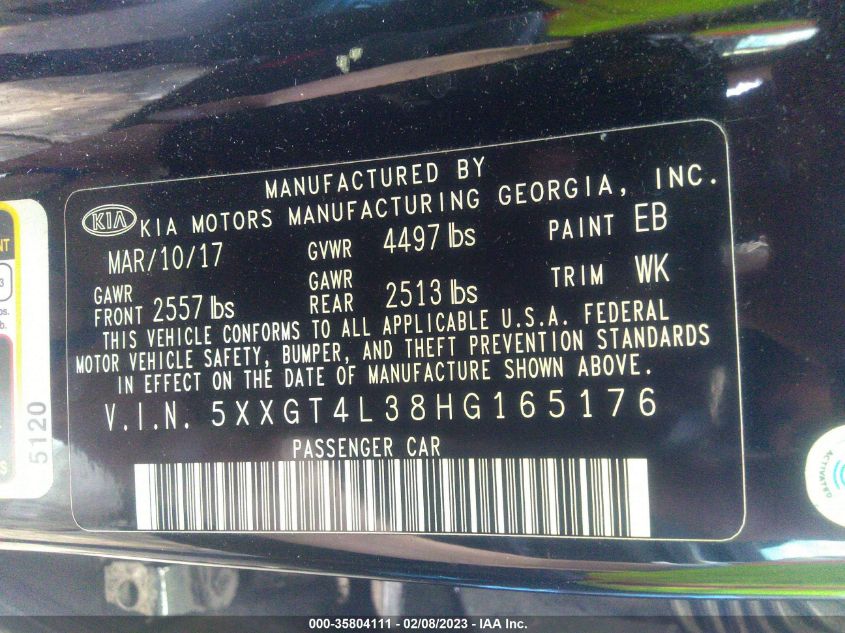 MANUFACTURED BY
KIA KIA MOTORS MANUFACTURING GEORGIA, INC.
MAR/10/17 GVWR 4497 lbs PAINT EB
GAWR FRONT 2557 lbs GAWR REAR 2513 lbs TRIM WK
THIS VEHICLE CONFORMS TO ALL APPLICABLE U.S.A. FEDERAL
MOTOR VEHICLE SAFETY, BUMPER, AND THEFT PREVENTION STANDARDS
IN EFFECT ON THE DATE OF MANUFACTURE SHOWN ABOVE.
V.I.N. 5XXGT4L38HG165176
PASSENGER CAR
5120
ACTIVATED
000-35804111 - 02/08/2023 - IAA Inc.